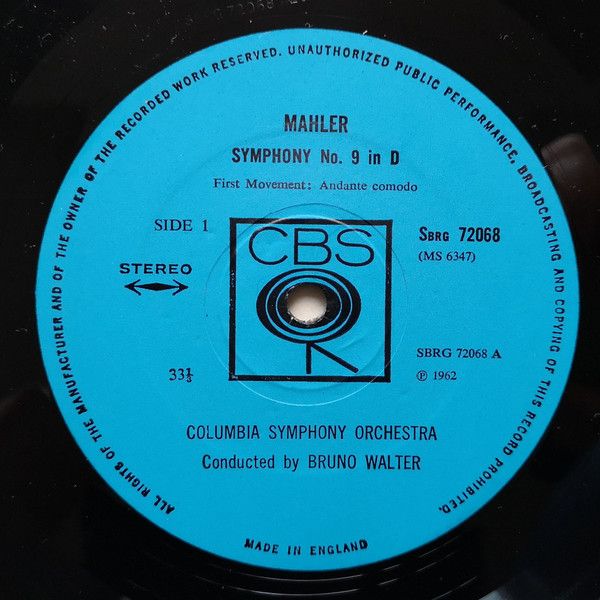 ALL RIGHTS OF THE MANUFACTURER AND OF THE OWNER OF THE RECORDED WORK RESERVED. UNAUTHORIZED PUBLIC PERFORMANCE, BROADCASTING AND COPYING OF THIS RECORD PROHIBITED.
MAHLER
SYMPHONY No. 9 in D
First Movement: Andante comodo
SIDE 1
CBS
SBRG 72068
(MS 6347)
STEREO
33⅓
SBRG 72068 A
℗ 1962
COLUMBIA SYMPHONY ORCHESTRA
Conducted by BRUNO WALTER
MADE IN ENGLAND